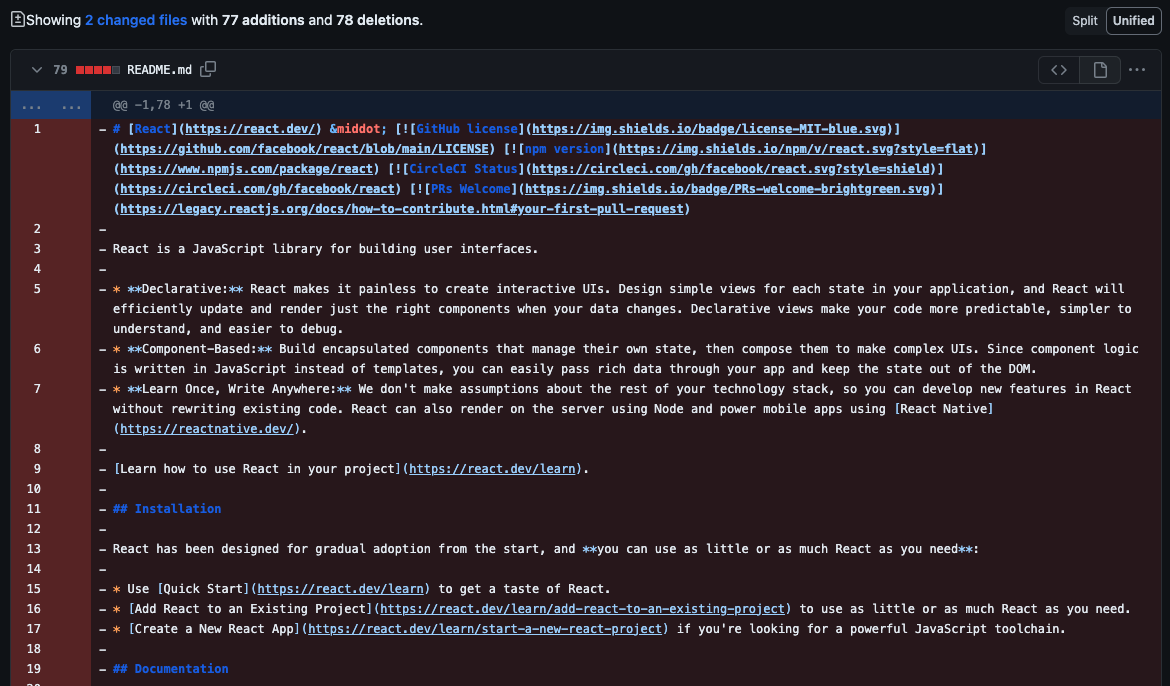 Showing 2 changed files with 77 additions and 78 deletions.
Split Unified
79 README.md
... ... @@ -1,78 +1 @@
1 - # [React](https://react.dev/) &middot; [![GitHub license](https://img.shields.io/badge/license-MIT-blue.svg)]
(https://github.com/facebook/react/blob/main/LICENSE) [![npm version](https://img.shields.io/npm/v/react.svg?style=flat)]
(https://www.npmjs.com/package/react) [![CircleCI Status](https://circleci.com/gh/facebook/react.svg?style=shield)]
(https://circleci.com/gh/facebook/react) [![PRs Welcome](https://img.shields.io/badge/PRs-welcome-brightgreen.svg)]
(https://legacy.reactjs.org/docs/how-to-contribute.html#your-first-pull-request)
2 -
3 - React is a JavaScript library for building user interfaces.
4 -
5 - * **Declarative:** React makes it painless to create interactive UIs. Design simple views for each state in your application, and React will
efficiently update and render just the right components when your data changes. Declarative views make your code more predictable, simpler to
understand, and easier to debug.
6 - * **Component-Based:** Build encapsulated components that manage their own state, then compose them to make complex UIs. Since component logic
is written in JavaScript instead of templates, you can easily pass rich data through your app and keep the state out of the DOM.
7 - * **Learn Once, Write Anywhere:** We don't make assumptions about the rest of your technology stack, so you can develop new features in React
without rewriting existing code. React can also render on the server using Node and power mobile apps using [React Native]
(https://reactnative.dev/).
8 -
9 - [Learn how to use React in your project](https://react.dev/learn).
10 -
11 - ## Installation
12 -
13 - React has been designed for gradual adoption from the start, and **you can use as little or as much React as you need**:
14 -
15 - * Use [Quick Start](https://react.dev/learn) to get a taste of React.
16 - * [Add React to an Existing Project](https://react.dev/learn/add-react-to-an-existing-project) to use as little or as much React as you need.
17 - * [Create a New React App](https://react.dev/learn/start-a-new-react-project) if you're looking for a powerful JavaScript toolchain.
18 -
19 - ## Documentation